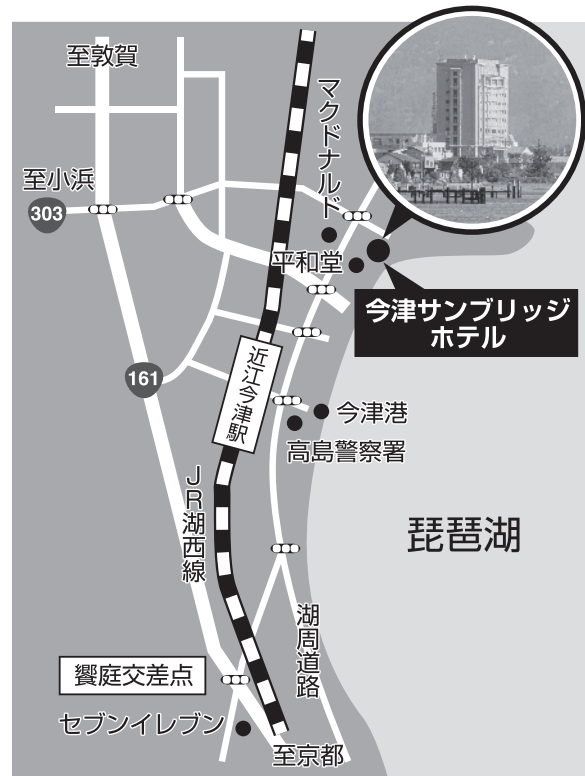 至敦賀
マクドナルド
至小浜
303
平和堂
今津サンブリッジ
ホテル
近江今津駅
161
今津港
高島警察署
JR湖西線
琵琶湖
湖周道路
饗庭交差点
セブンイレブン
至京都